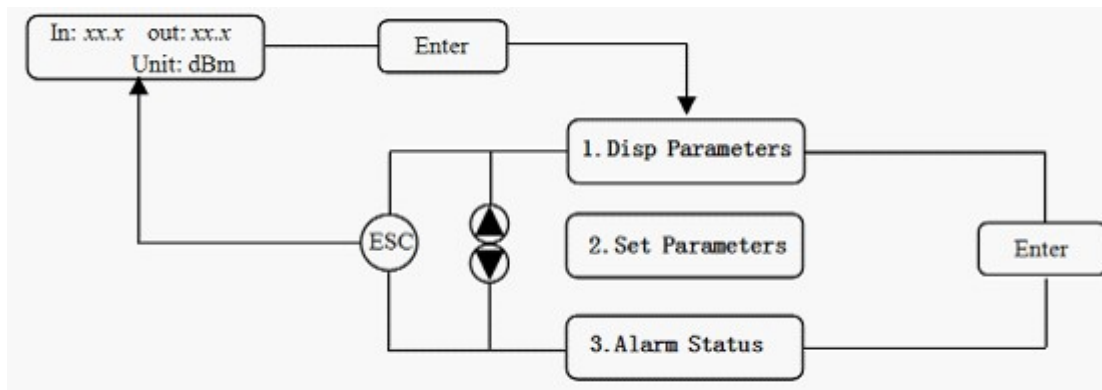 In: xx.x out: xx.x
Unit: dBm
Enter
1.Disp Parameters
ESC
2.Set Parameters
Enter
3.Alarm Status